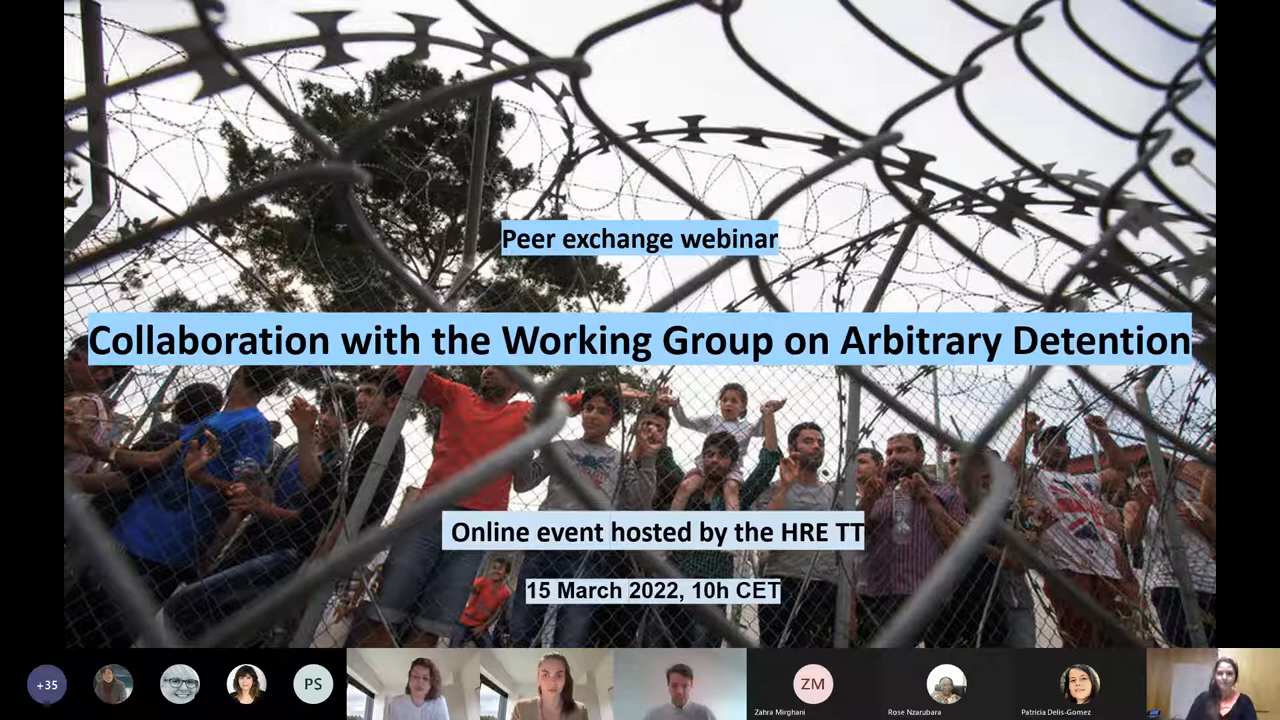 Peer exchange webinar
Collaboration with the Working Group on Arbitrary Detention
Online event hosted by the HRE TT
15 March 2022, 10h CET
+35
PS
ZM
Zahra Mirghani
Rose Nzarubara
Patricia Delis-Gomez